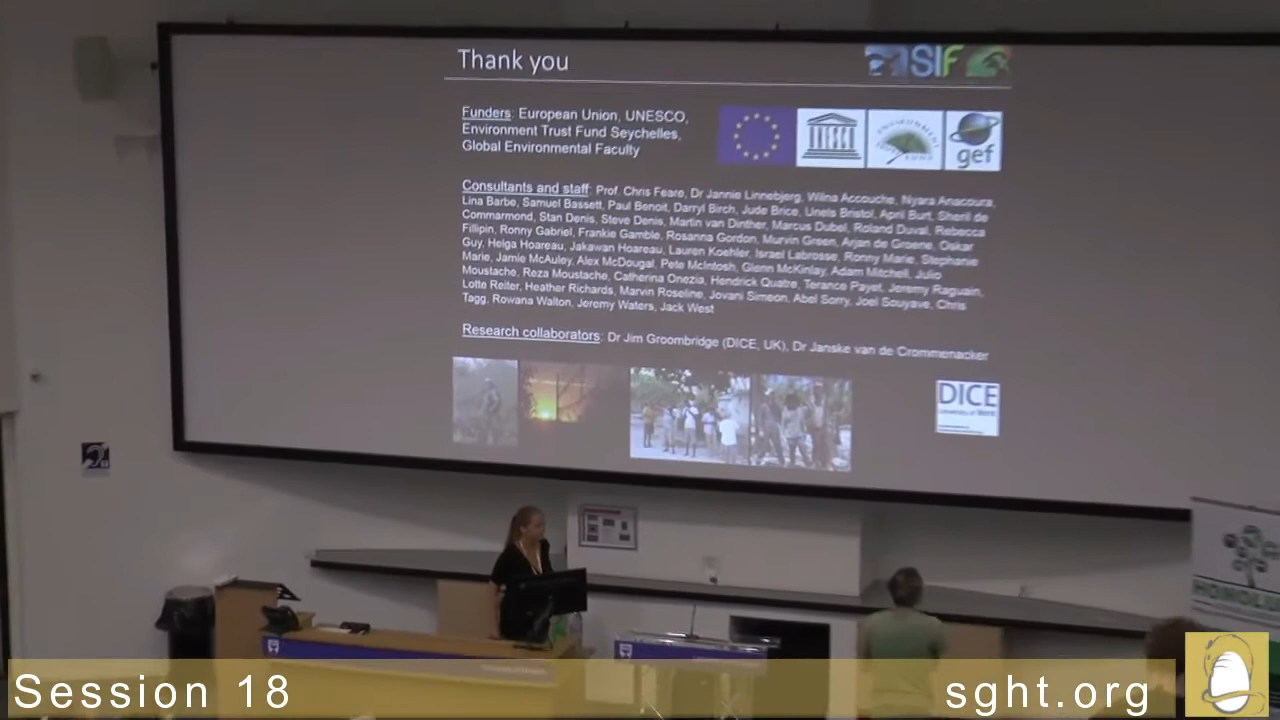 Thank you
SIF
Funders: European Union, UNESCO,
Environment Trust Fund Seychelles,
Global Environmental Faculty
UNESCO
gef
Consultants and staff: Prof. Chris Feare, Dr Jannie Linnebjerg, Wilna Accouche, Nyara Anacoura,
Lina Barbe, Samuel Bassett, Paul Benoit, Darryl Birch, Jude Brice, Unels Bristol, April Burt, Sheril de
Commarmond, Stan Denis, Steve Denis, Martin van Dinther, Marcus Dubel, Roland Duval, Rebecca
Fillipin, Ronny Gabriel, Frankie Gamble, Rosanna Gordon, Murvin Green, Arjan de Groene, Oskar
Guy, Helga Hoareau, Jakawan Hoareau, Lauren Koehler, Israel Labrosse, Ronny Marie, Stephanie
Marie, Jamie McAuley, Alex McDougal, Pete McIntosh, Glenn McKinlay, Adam Mitchell, Julio
Moustache, Reza Moustache, Catherina Onezia, Hendrick Quatre, Terance Payet, Jeremy Raguain,
Lotte Reiter, Heather Richards, Marvin Roseline, Jovani Simeon, Abel Sorry, Joel Souyave, Chris
Tagg, Rowana Walton, Jeremy Waters, Jack West
Research collaborators: Dr Jim Groombridge (DICE, UK), Dr Janske van de Crommenacker
DICE
University of Kent
HONOLU
Session 18
sght.org